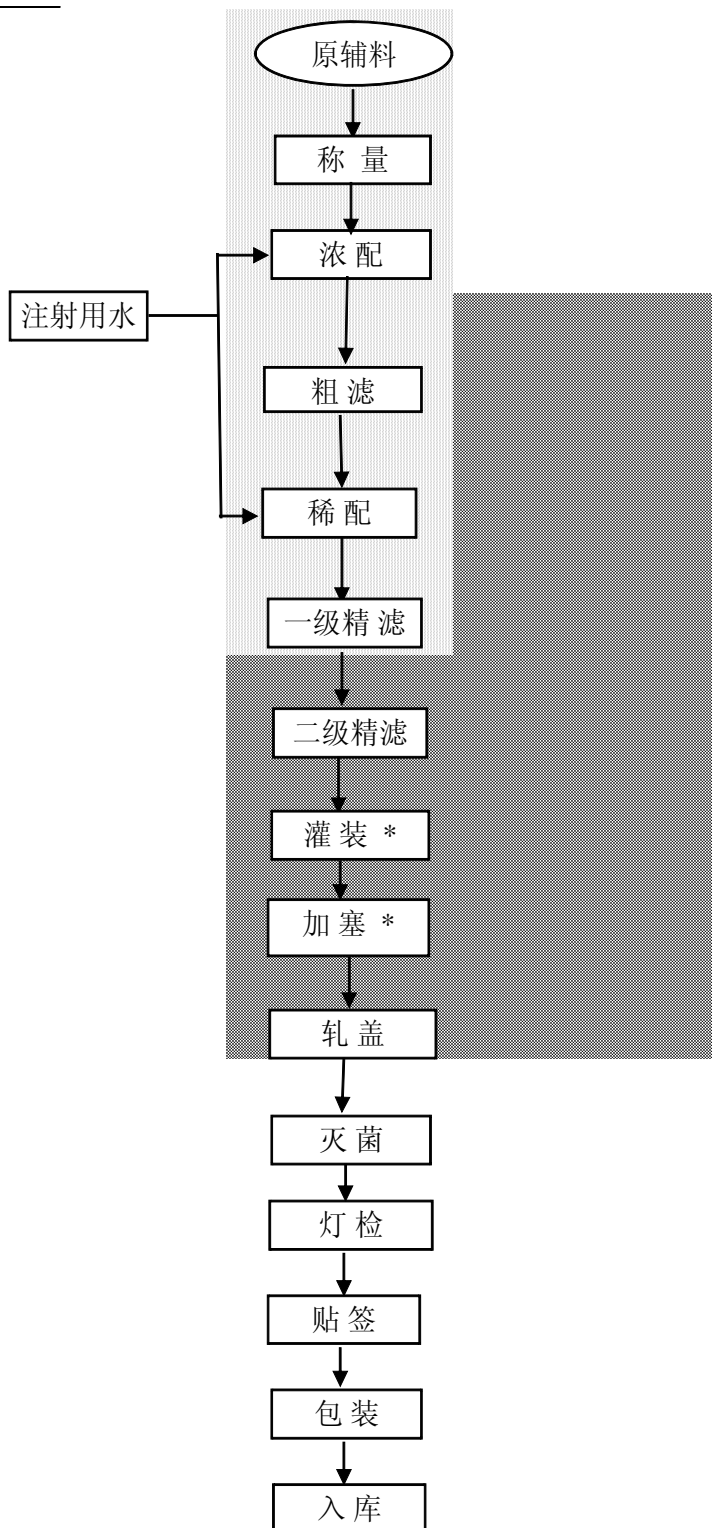 原辅料
称 量
浓 配
注射用水
粗 滤
稀 配
一级精 滤
二级精滤
灌 装 *
加 塞 *
轧 盖
灭 菌
灯 检
贴 签
包 装
入 库